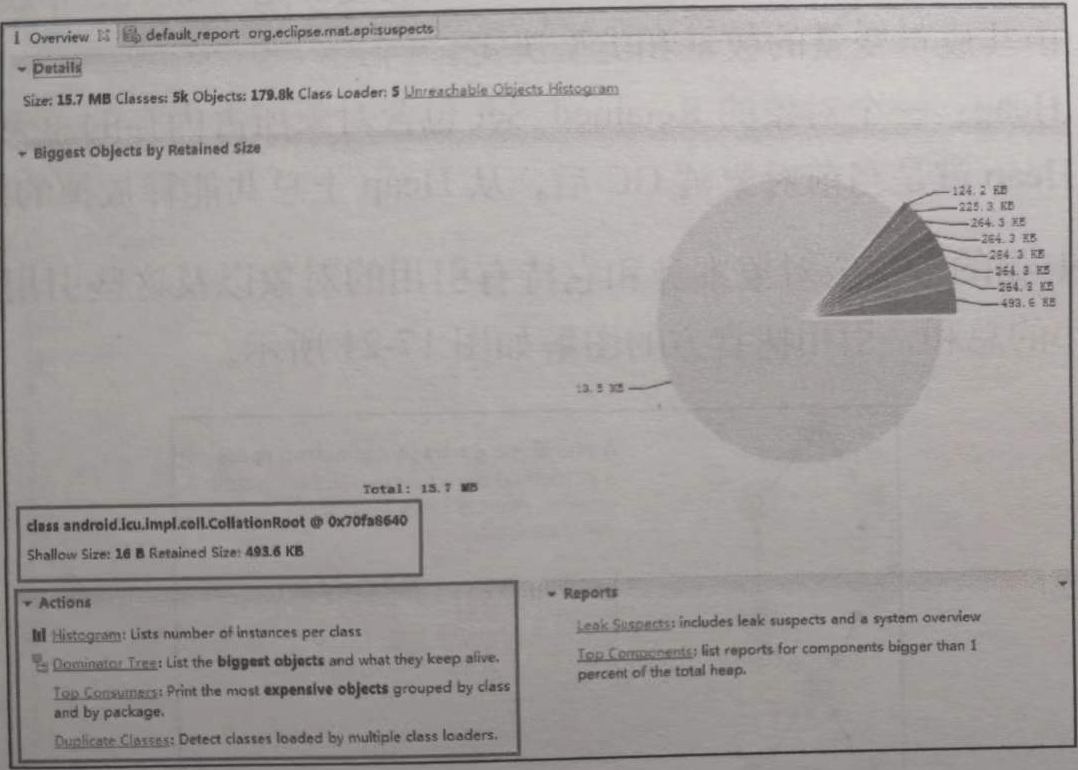 i Overview default_report org.eclipse.mat.api:suspects
Details
Size: 15.7 MB Classes: 5k Objects: 179.8k Class Loader: 5 Unreachable Objects Histogram
Biggest Objects by Retained Size
124.2 KB
225.3 KB
264.3 KB
264.3 KB
264.3 KB
264.3 KB
264.3 KB
493.6 KB
Total: 15.7 MB
class android.icu.impl.coll.CollationRoot @ 0x70fa8640
Shallow Size: 16 B Retained Size: 493.6 KB
Actions
Histogram: Lists number of instances per class
Dominator Tree: List the biggest objects and what they keep alive.
Top Consumers: Print the most expensive objects grouped by class
and by package.
Duplicate Classes: Detect classes loaded by multiple class loaders.
Reports
Leak Suspects: includes leak suspects and a system overview
Top Components: list reports for components bigger than 1
percent of the total heap.